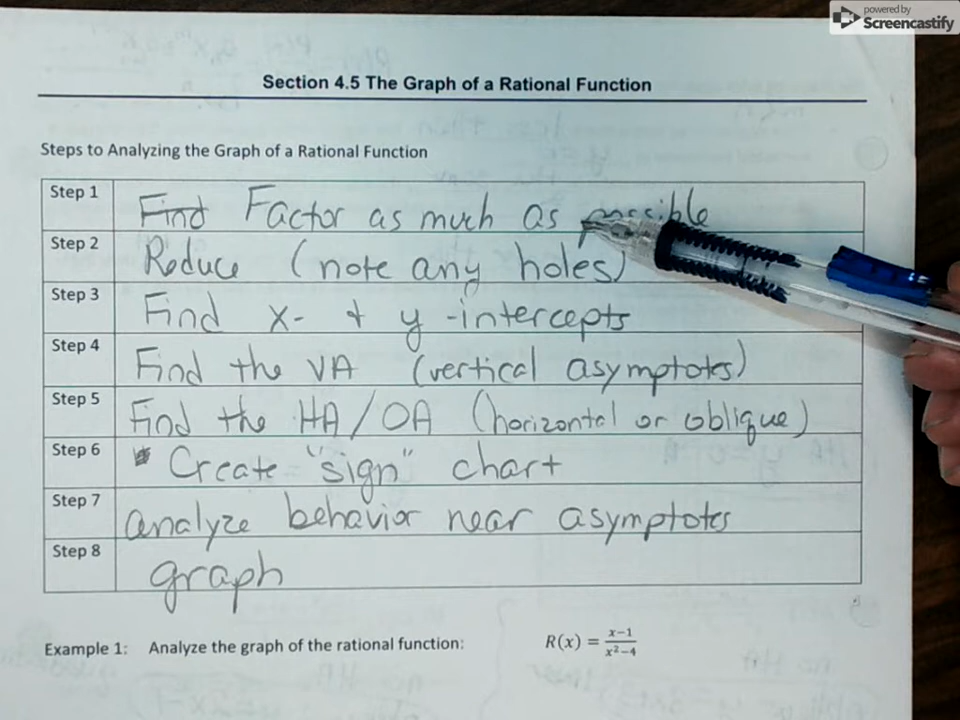 powered by
Screencastify
Section 4.5 The Graph of a Rational Function
Steps to Analyzing the Graph of a Rational Function
Step 1 Find Factor as much as possible
Step 2 Reduce (note any holes)
Step 3 Find x- + y-intercepts
Step 4 Find the VA (vertical asymptotes)
Step 5 Find the HA/OA (horizontal or oblique)
Step 6 Create "sign" chart
Step 7 analyze behavior near asymptotes
Step 8 graph
Example 1: Analyze the graph of the rational function: R(x) = x-1/x²-4